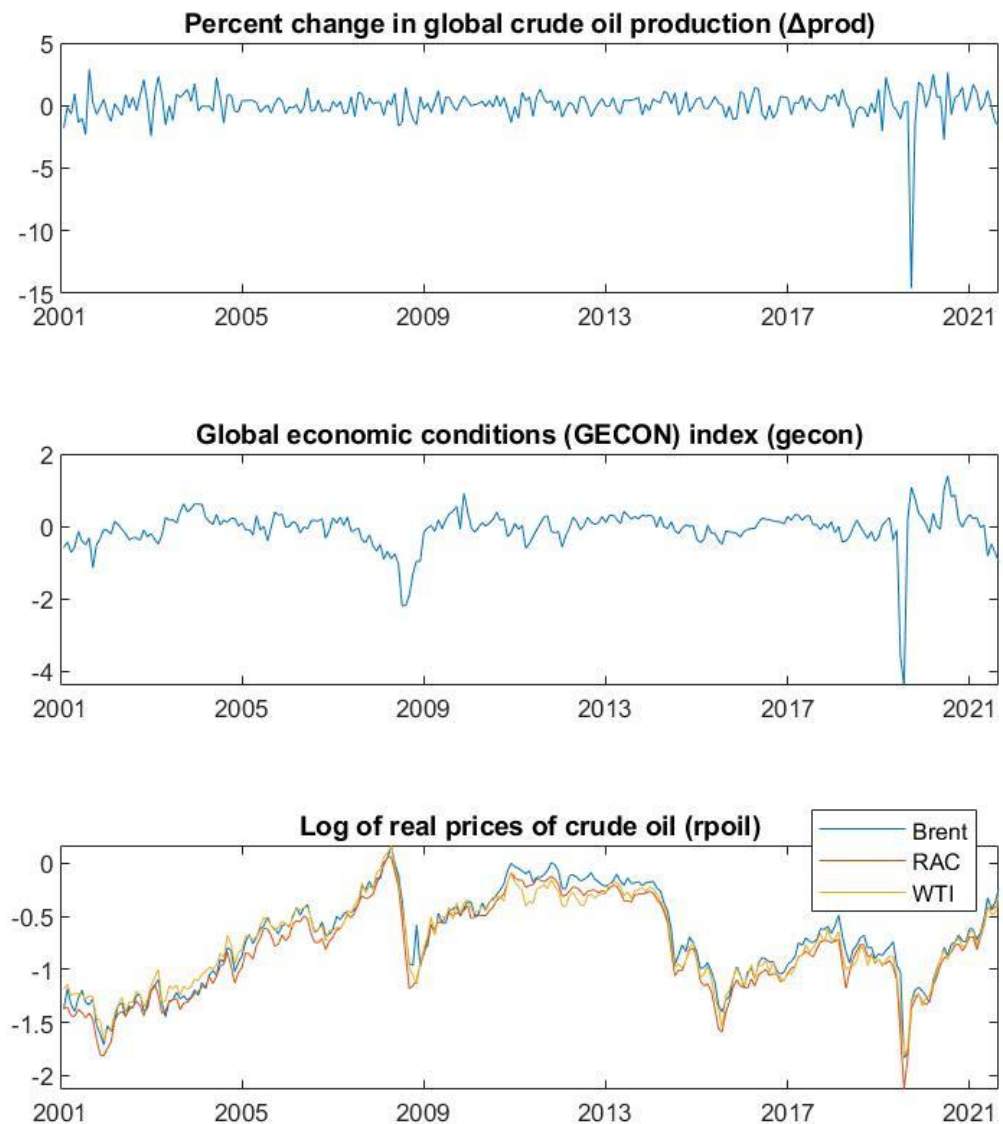 Percent change in global crude oil production (Δprod)
5
0
-5
-10
-15
2001 2005 2009 2013 2017 2021
Global economic conditions (GECON) index (gecon)
2
0
-2
-4
2001 2005 2009 2013 2017 2021
Log of real prices of crude oil (rpoil)
Brent
RAC
WTI
0
-0.5
-1
-1.5
-2
2001 2005 2009 2013 2017 2021